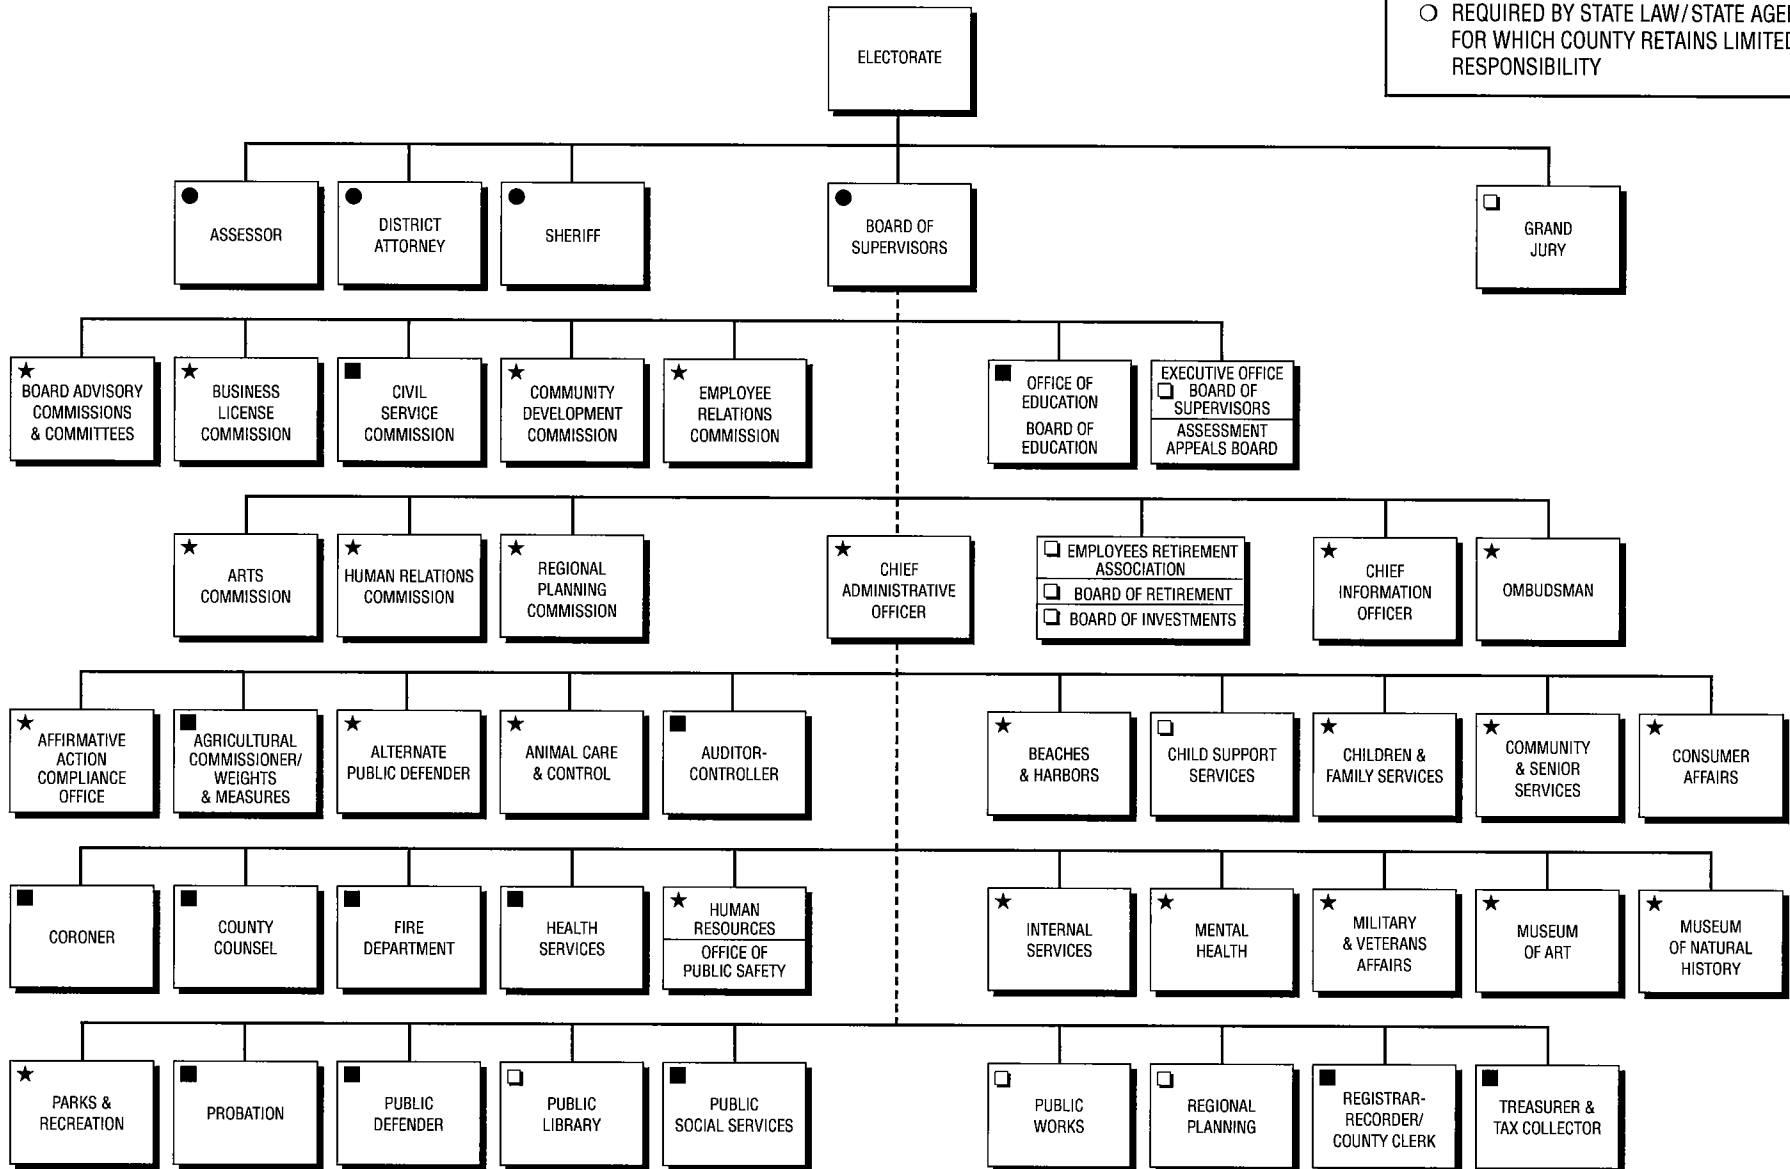 ○ REQUIRED BY STATE LAW/STATE
FOR WHICH COUNTY RETAINS LIMITED
RESPONSIBILITY
ELECTORATE
ASSESSOR
DISTRICT
ATTORNEY
SHERIFF
BOARD OF
SUPERVISORS
GRAND
JURY
BOARD ADVISORY
COMMISSIONS
& COMMITTEES
BUSINESS
LICENSE
COMMISSION
CIVIL
SERVICE
COMMISSION
COMMUNITY
DEVELOPMENT
COMMISSION
EMPLOYEE
RELATIONS
COMMISSION
OFFICE OF
EDUCATION
BOARD OF
EDUCATION
EXECUTIVE OFFICE
BOARD OF
SUPERVISORS
ASSESSMENT
APPEALS BOARD
ARTS
COMMISSION
HUMAN RELATIONS
COMMISSION
REGIONAL
PLANNING
COMMISSION
CHIEF
ADMINISTRATIVE
OFFICER
EMPLOYEES RETIREMENT
ASSOCIATION
BOARD OF RETIREMENT
BOARD OF INVESTMENTS
CHIEF
INFORMATION
OFFICER
OMBUDSMAN
AFFIRMATIVE
ACTION
COMPLIANCE
OFFICE
AGRICULTURAL
COMMISSIONER/
WEIGHTS
& MEASURES
ALTERNATE
PUBLIC DEFENDER
ANIMAL CARE
& CONTROL
AUDITOR-
CONTROLLER
BEACHES
& HARBORS
CHILD SUPPORT
SERVICES
CHILDREN &
FAMILY SERVICES
COMMUNITY
& SENIOR
SERVICES
CONSUMER
AFFAIRS
CORONER
COUNTY
COUNSEL
FIRE
DEPARTMENT
HEALTH
SERVICES
HUMAN
RESOURCES
OFFICE OF
PUBLIC SAFETY
INTERNAL
SERVICES
MENTAL
HEALTH
MILITARY
& VETERANS
AFFAIRS
MUSEUM
OF ART
MUSEUM
OF NATURAL
HISTORY
PARKS &
RECREATION
PROBATION
PUBLIC
DEFENDER
PUBLIC
LIBRARY
PUBLIC
SOCIAL SERVICES
PUBLIC
WORKS
REGIONAL
PLANNING
REGISTRAR-
RECORDER/
COUNTY CLERK
TREASURER &
TAX COLLECTOR